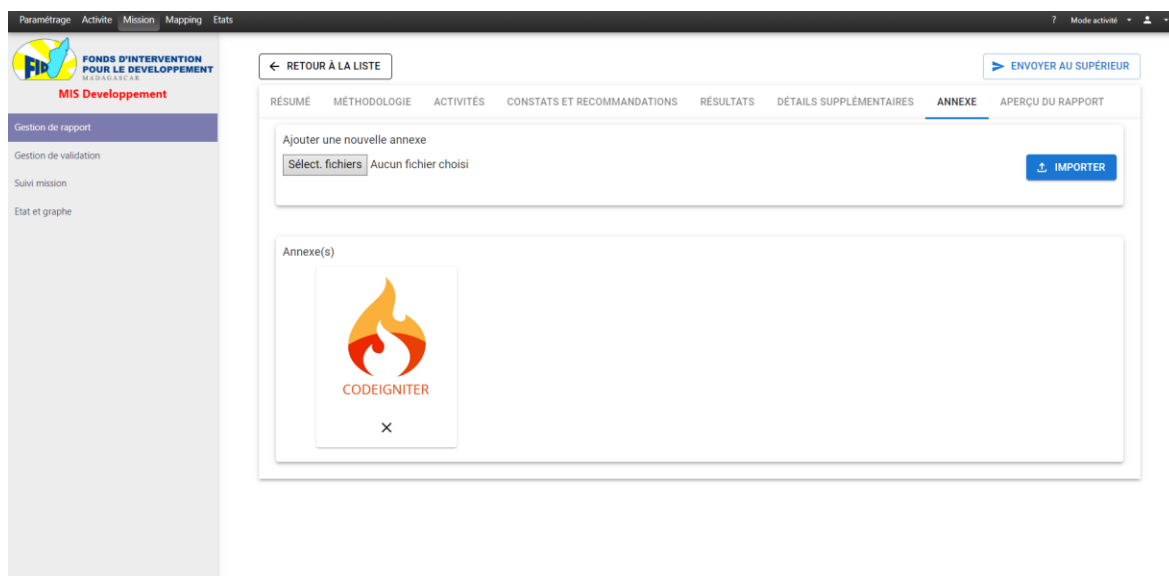 Paramétrage Activite Mission Mapping Etats ? Mode activité
FID
FONDS D'INTERVENTION
POUR LE DEVELOPPEMENT
MADAGASCAR
MIS Developpement
Gestion de rapport
Gestion de validation
Suivi mission
Etat et graphe
RETOUR À LA LISTE
ENVOYER AU SUPÉRIEUR
RÉSUMÉ MÉTHODOLOGIE ACTIVITÉS CONSTATS ET RECOMMANDATIONS RÉSULTATS DÉTAILS SUPPLÉMENTAIRES ANNEXE APERÇU DU RAPPORT
Ajouter une nouvelle annexe
Sélect. fichiers Aucun fichier choisi
IMPORTER
Annexe(s)
CODEIGNITER